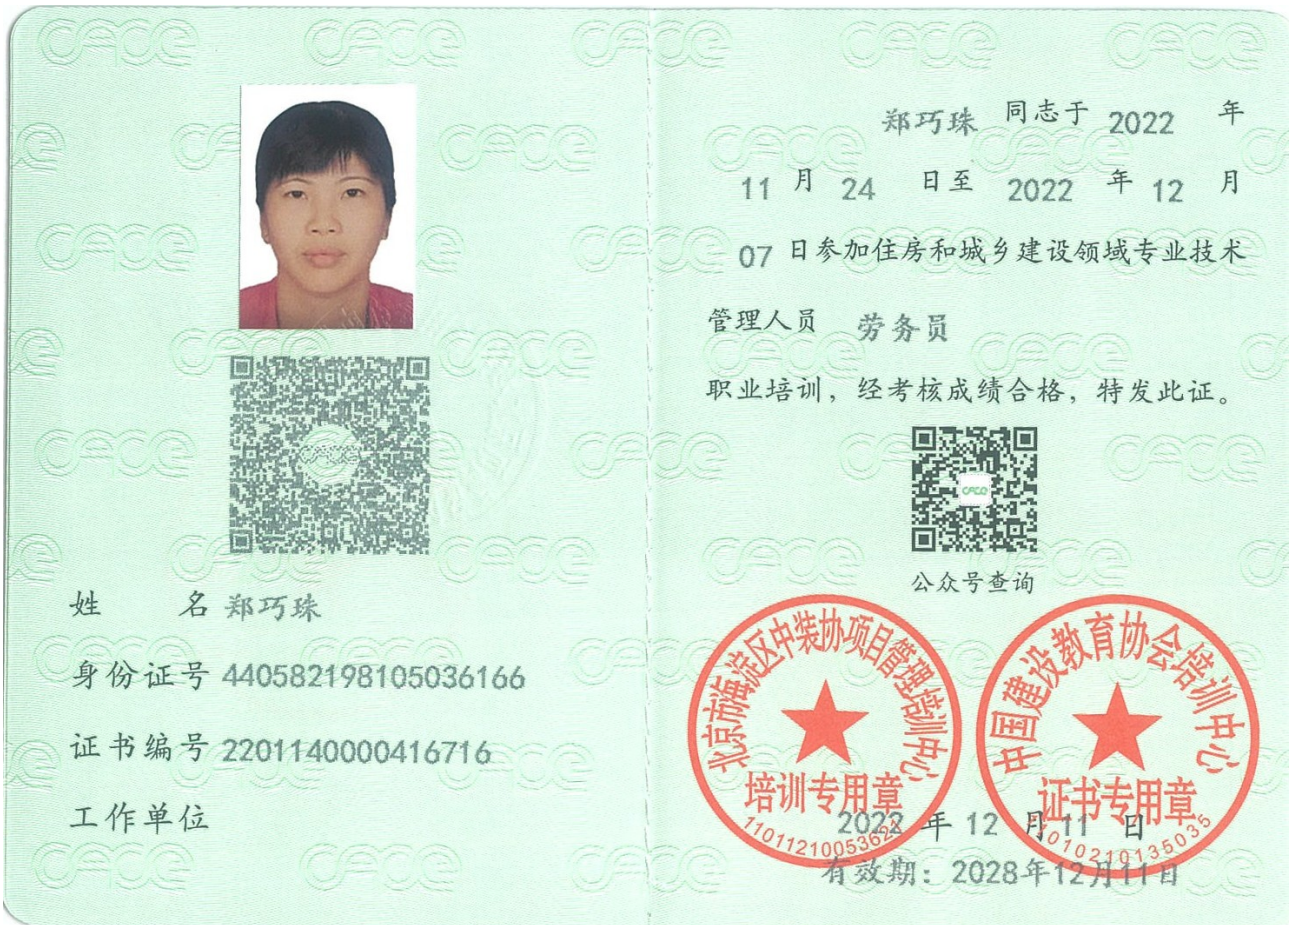 郑巧珠 同志于 2022 年
11 月 24 日至 2022 年 12 月
07 日参加住房和城乡建设领域专业技术
管理人员 劳务员
职业培训，经考核成绩合格，特发此证。
公众号查询
姓 名 郑巧珠
身份证号 440582198105036166
证书编号 2201140000416716
工作单位
北京市海淀区中装协项目管理培训中心
培训专用章
中国建设教育协会培训中心
证书专用章
11010210135035
2022 年 12 月 11 日
有效期：2028年12月11日
CECE